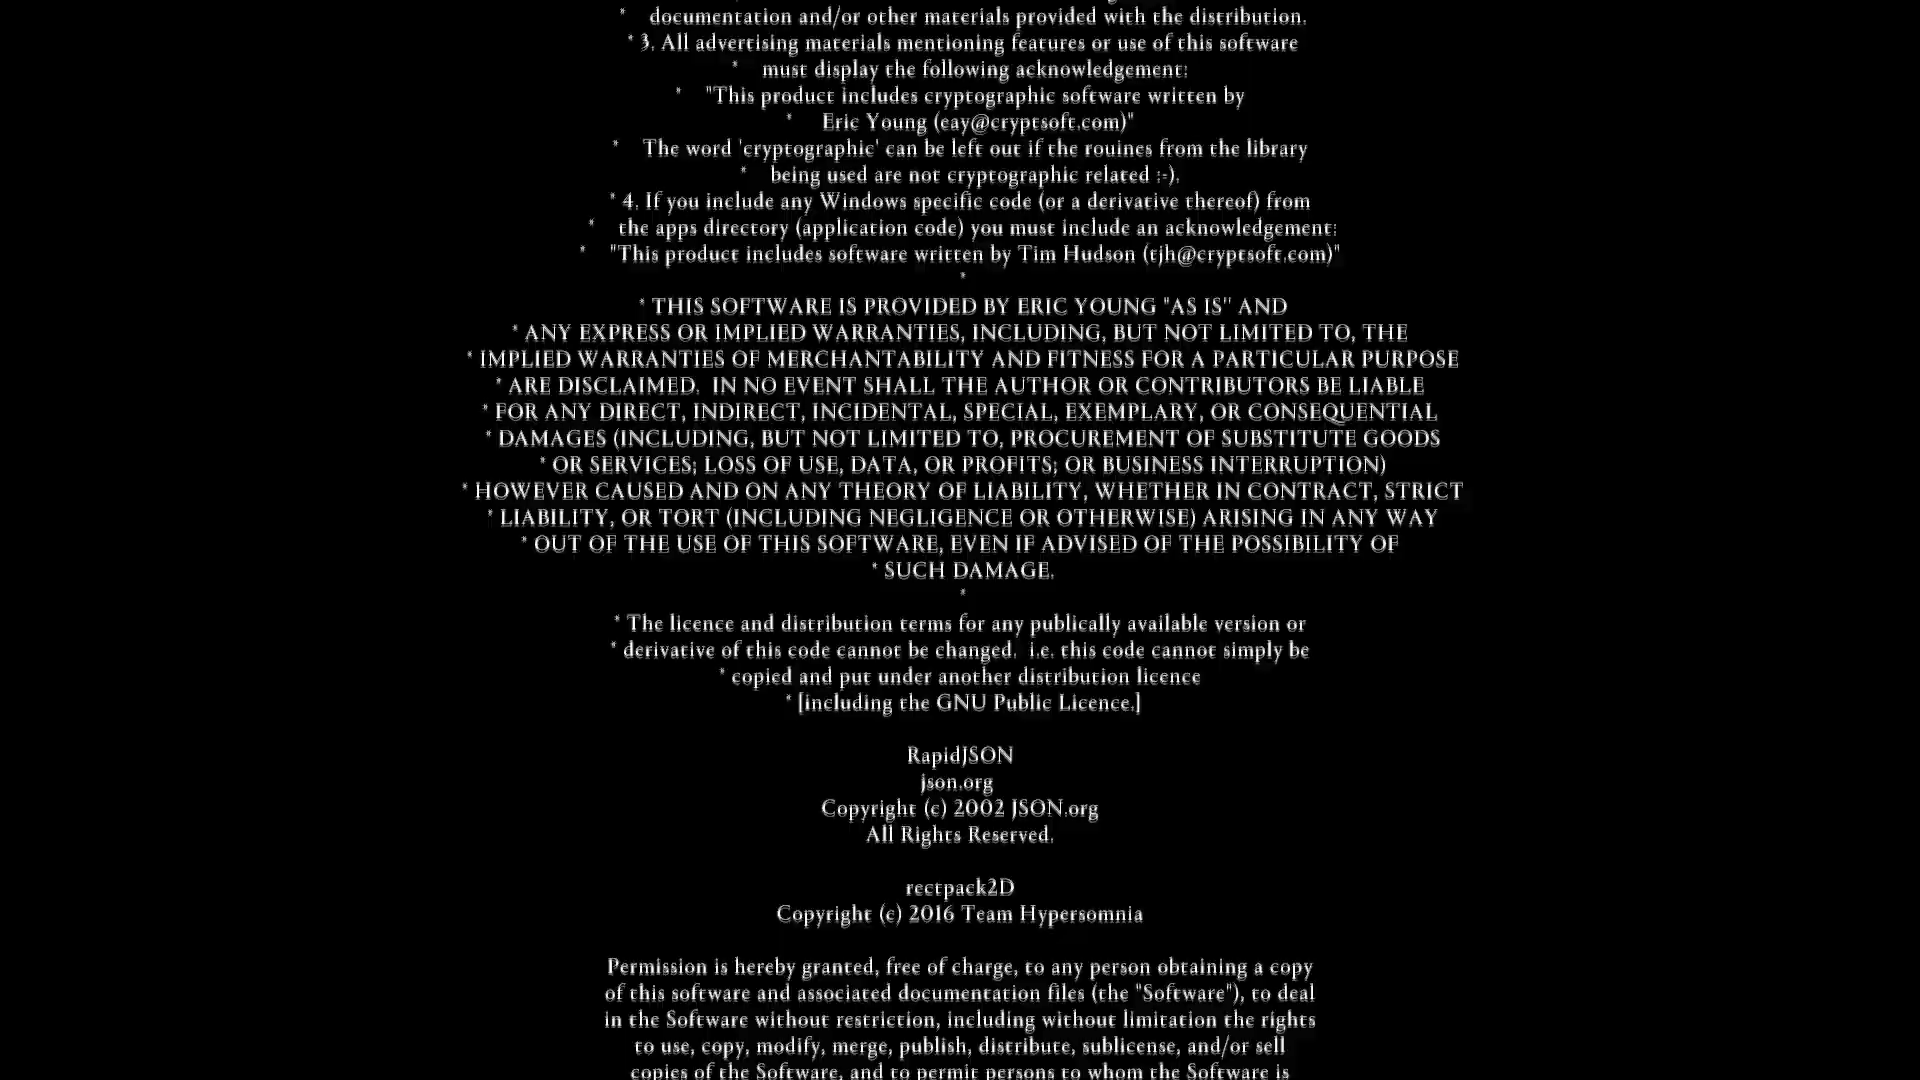 * documentation and/or other materials provided with the distribution.
* 3. All advertising materials mentioning features or use of this software
* must display the following acknowledgement:
* "This product includes cryptographic software written by
* Eric Young (eay@cryptsoft.com)"
* The word 'cryptographic' can be left out if the rouines from the library
* being used are not cryptographic related :-).
* 4. If you include any Windows specific code (or a derivative thereof) from
* the apps directory (application code) you must include an acknowledgement:
* "This product includes software written by Tim Hudson (tjh@cryptsoft.com)"
*
* THIS SOFTWARE IS PROVIDED BY ERIC YOUNG "AS IS'' AND
* ANY EXPRESS OR IMPLIED WARRANTIES, INCLUDING, BUT NOT LIMITED TO, THE
* IMPLIED WARRANTIES OF MERCHANTABILITY AND FITNESS FOR A PARTICULAR PURPOSE
* ARE DISCLAIMED.  IN NO EVENT SHALL THE AUTHOR OR CONTRIBUTORS BE LIABLE
* FOR ANY DIRECT, INDIRECT, INCIDENTAL, SPECIAL, EXEMPLARY, OR CONSEQUENTIAL
* DAMAGES (INCLUDING, BUT NOT LIMITED TO, PROCUREMENT OF SUBSTITUTE GOODS
* OR SERVICES; LOSS OF USE, DATA, OR PROFITS; OR BUSINESS INTERRUPTION)
* HOWEVER CAUSED AND ON ANY THEORY OF LIABILITY, WHETHER IN CONTRACT, STRICT
* LIABILITY, OR TORT (INCLUDING NEGLIGENCE OR OTHERWISE) ARISING IN ANY WAY
* OUT OF THE USE OF THIS SOFTWARE, EVEN IF ADVISED OF THE POSSIBILITY OF
* SUCH DAMAGE.
*
* The licence and distribution terms for any publically available version or
* derivative of this code cannot be changed.  i.e. this code cannot simply be
* copied and put under another distribution licence
* [including the GNU Public Licence.]
RapidJSON
json.org
Copyright (c) 2002 JSON.org
All Rights Reserved.
rectpack2D
Copyright (c) 2016 Team Hypersomnia
Permission is hereby granted, free of charge, to any person obtaining a copy
of this software and associated documentation files (the "Software"), to deal
in the Software without restriction, including without limitation the rights
to use, copy, modify, merge, publish, distribute, sublicense, and/or sell
copies of the Software, and to permit persons to whom the Software is